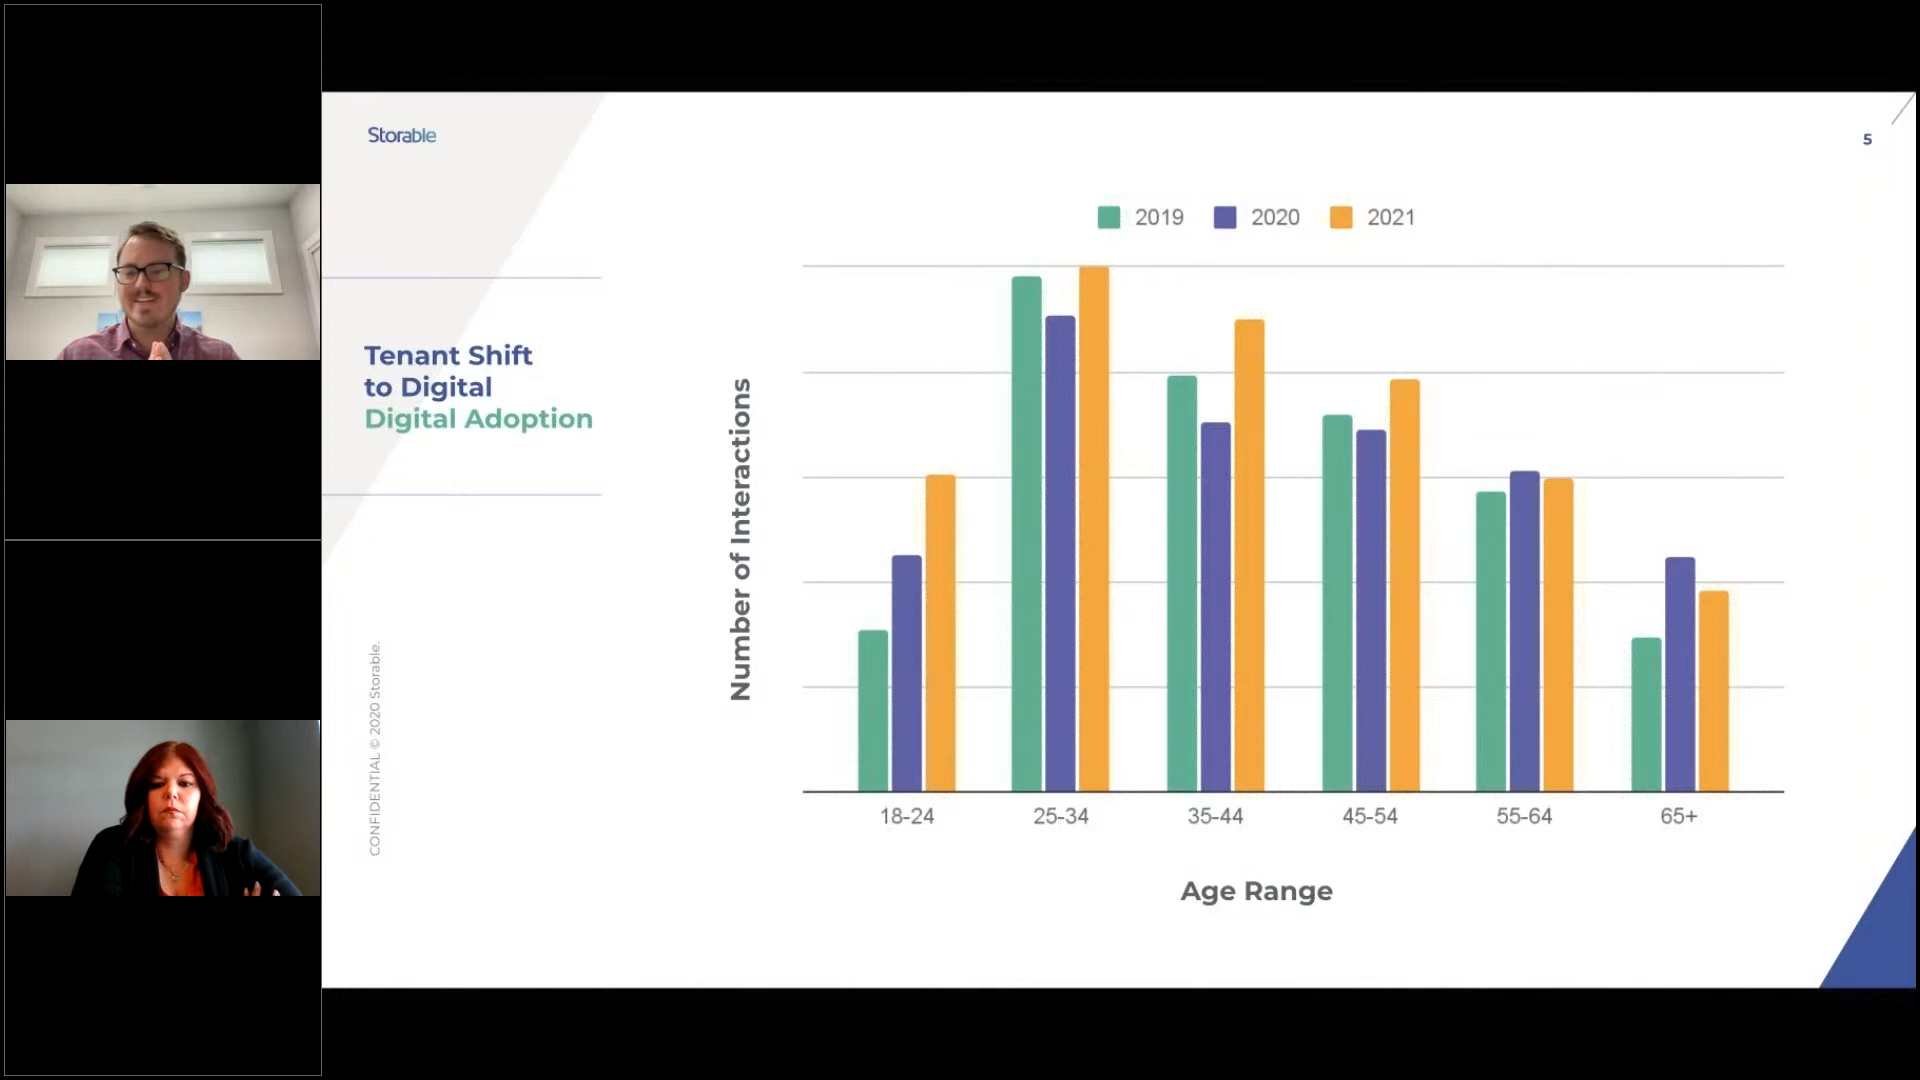 Storable
5
Tenant Shift
to Digital
Digital Adoption
CONFIDENTIAL © 2020 Storable.
2019 2020 2021
Number of Interactions
18-24 25-34 35-44 45-54 55-64 65+
Age Range